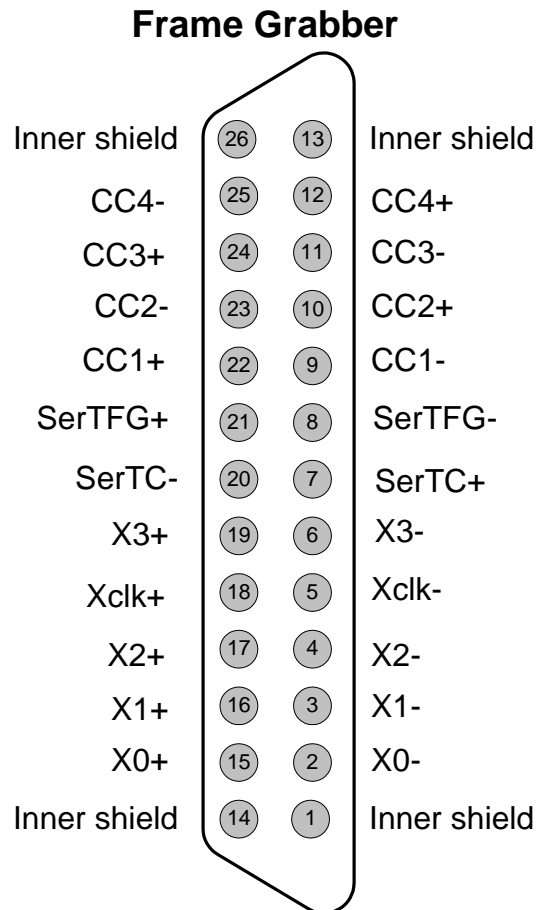 Frame Grabber
Inner shield 26 13 Inner shield
CC4- 25 12 CC4+
CC3+ 24 11 CC3-
CC2- 23 10 CC2+
CC1+ 22 9 CC1-
SerTFG+ 21 8 SerTFG-
SerTC- 20 7 SerTC+
X3+ 19 6 X3-
Xclk+ 18 5 Xclk-
X2+ 17 4 X2-
X1+ 16 3 X1-
X0+ 15 2 X0-
Inner shield 14 1 Inner shield